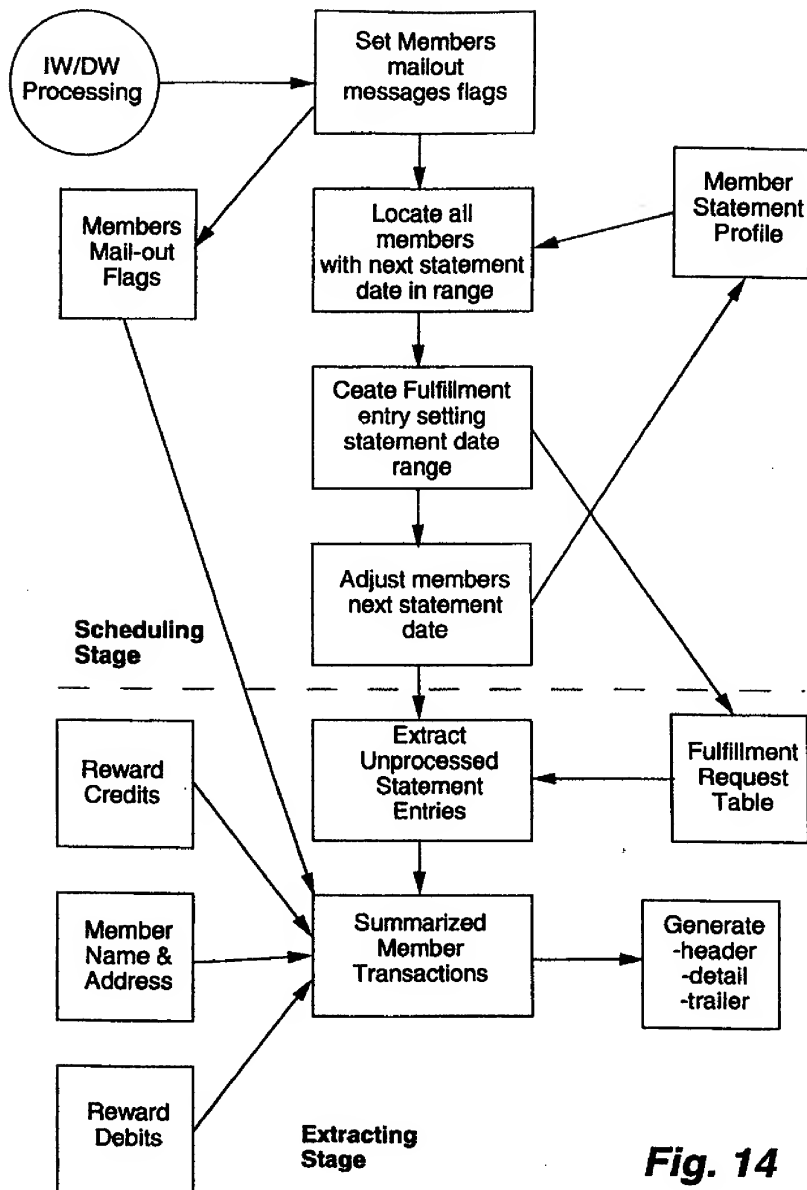 IW/DW
Processing
Set Members
mailout
messages flags
Members
Mail-out
Flags
Locate all
members
with next statement
date in range
Member
Statement
Profile
Ceate Fulfillment
entry setting
statement date
range
Adjust members
next statement
date
Scheduling
Stage
Reward
Credits
Extract
Unprocessed
Statement
Entries
Fulfillment
Request
Table
Member
Name &
Address
Summarized
Member
Transactions
Generate
-header
-detail
-trailer
Reward
Debits
Extracting
Stage
Fig. 14